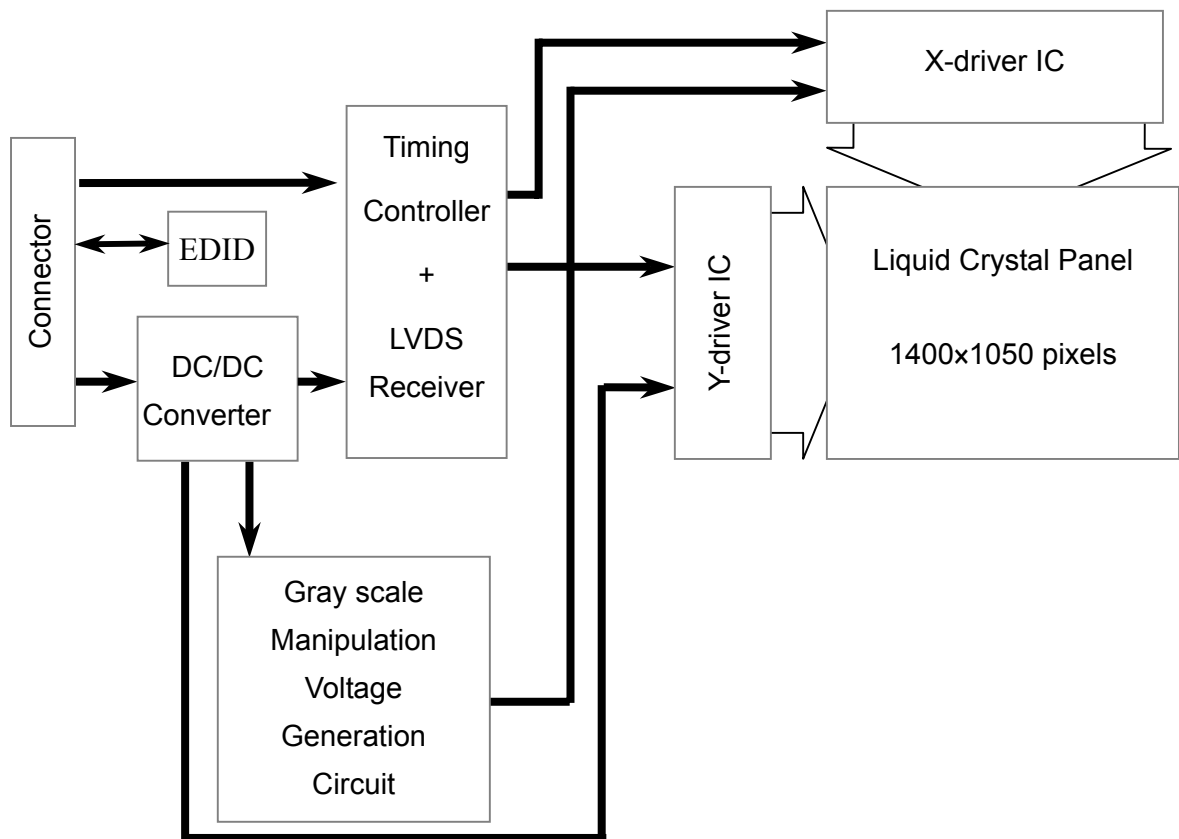 Connector
EDID
DC/DC
Converter
Timing
Controller
+
LVDS
Receiver
Gray scale
Manipulation
Voltage
Generation
Circuit
X-driver IC
Y-driver IC
Liquid Crystal Panel
1400×1050 pixels